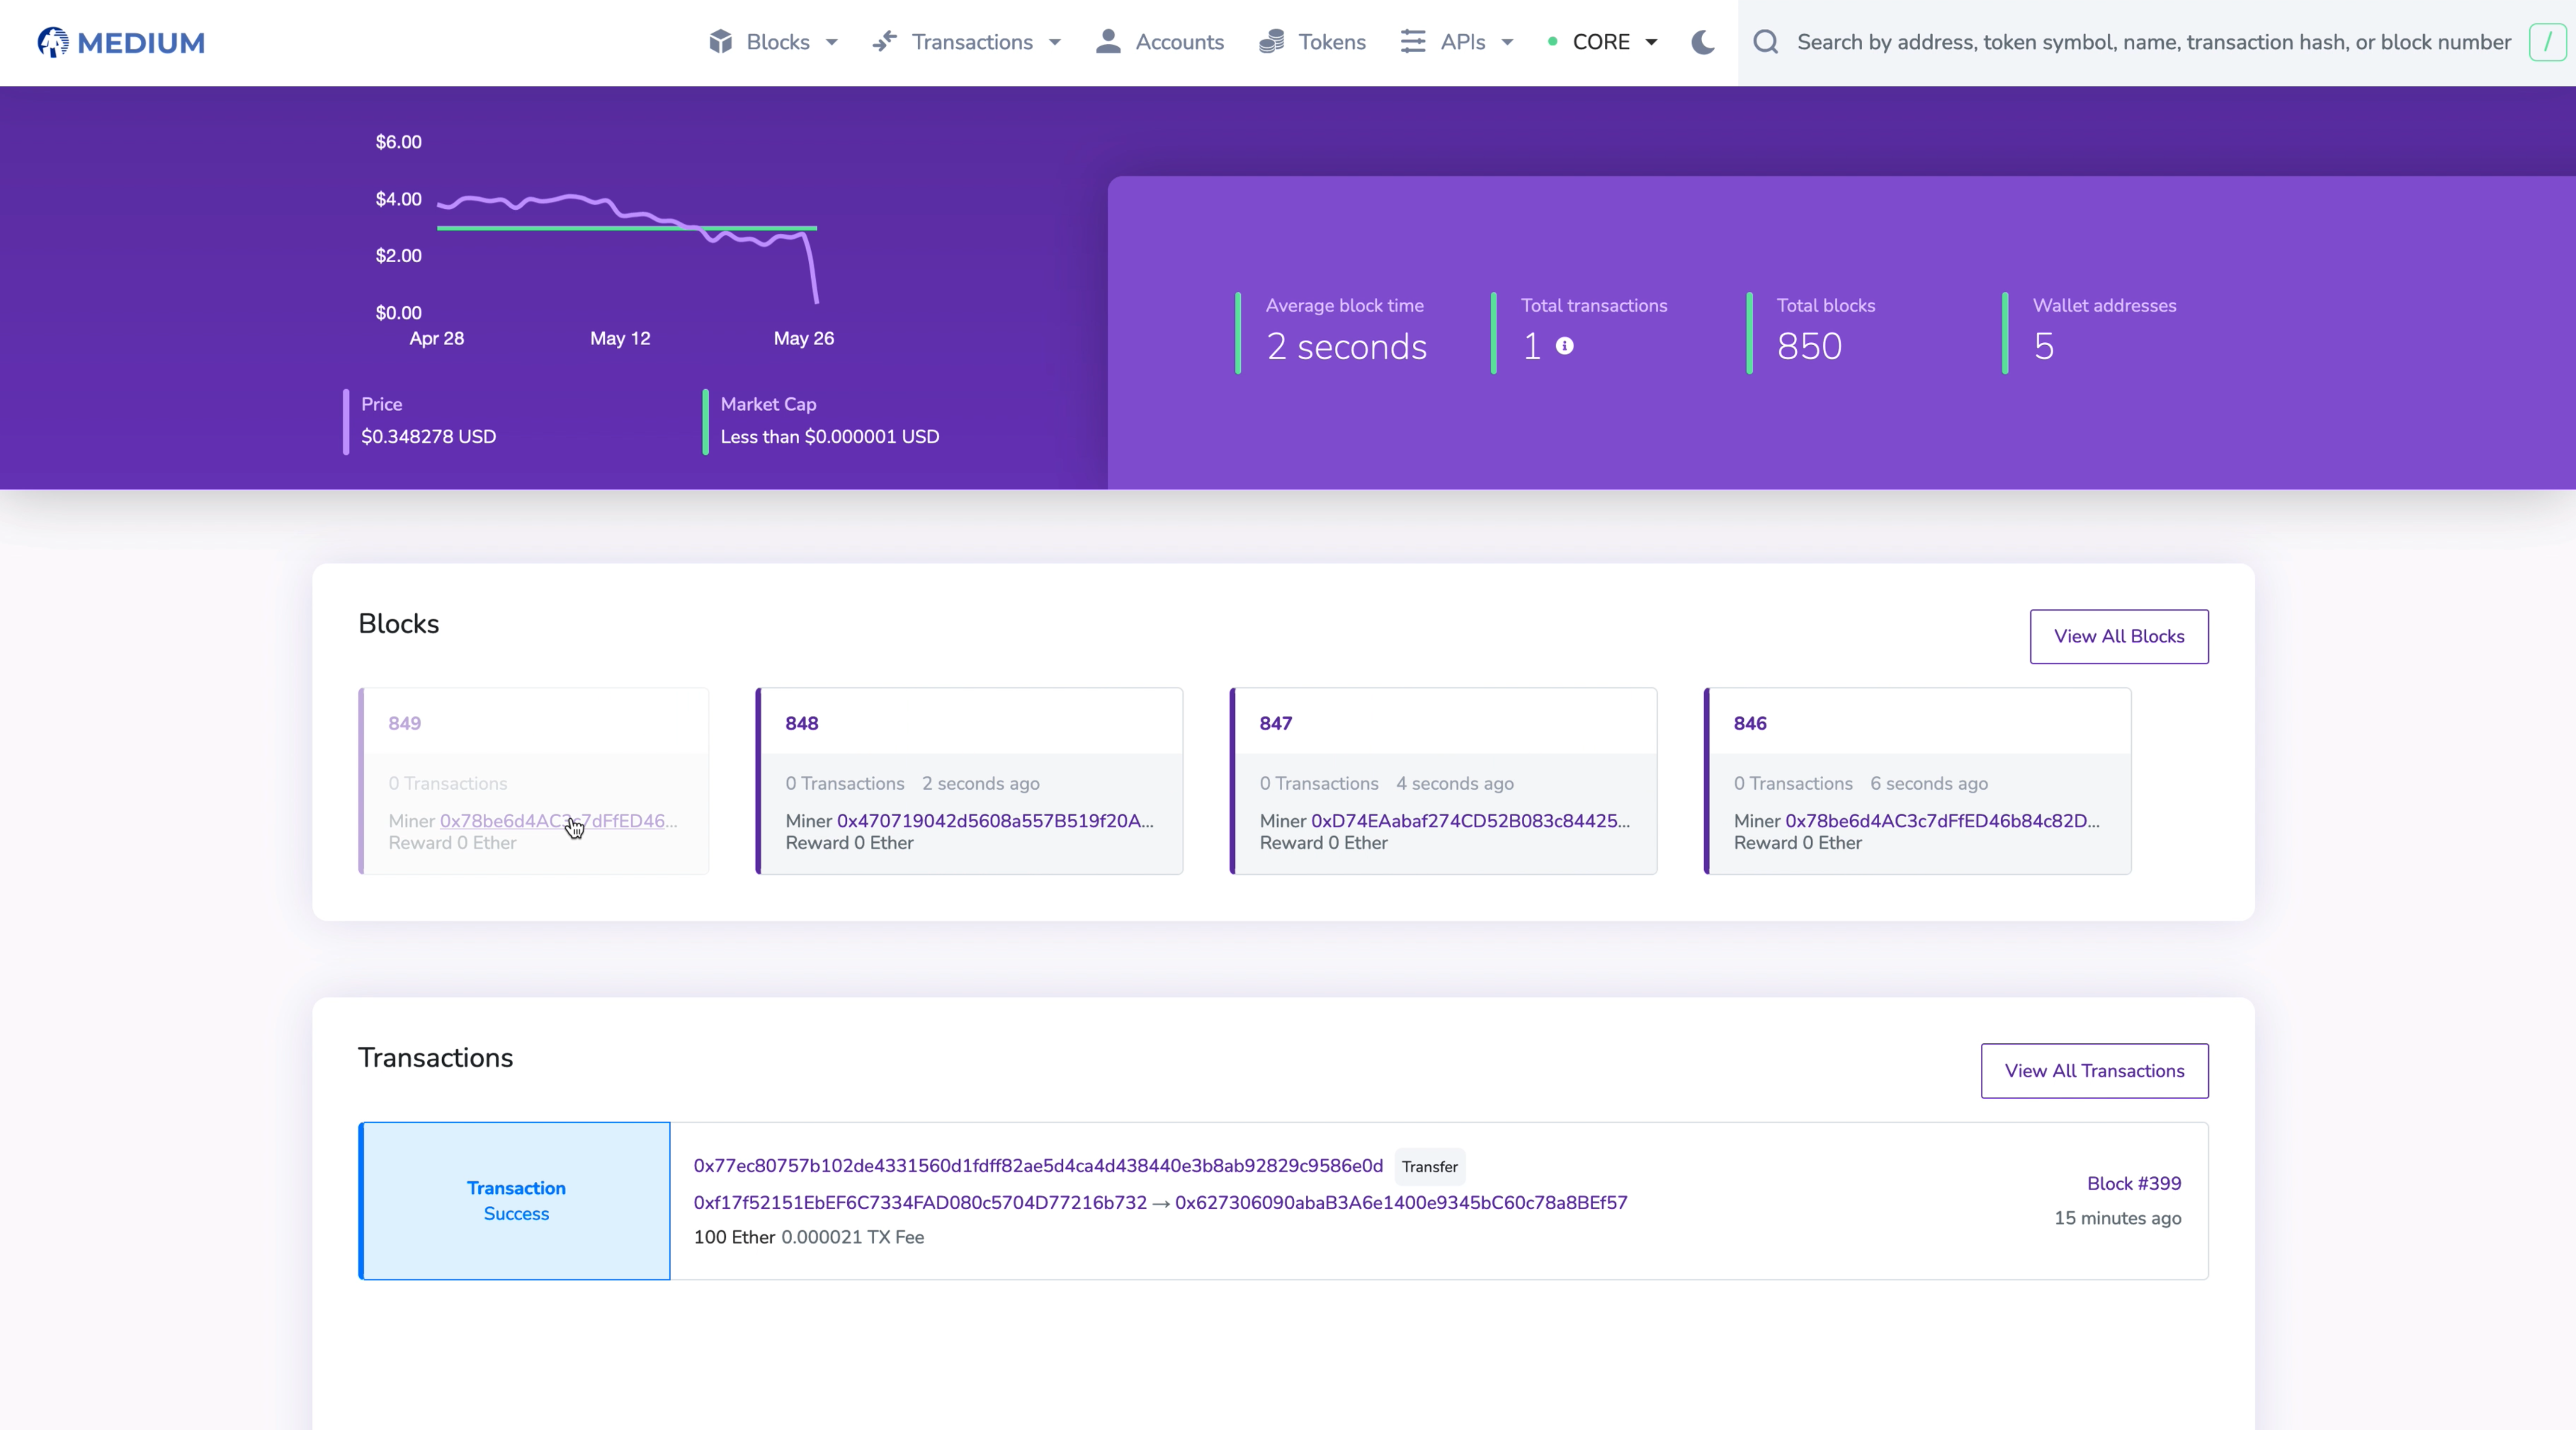 MEDIUM
Blocks
Transactions
Accounts
Tokens
APIs
CORE
Search by address, token symbol, name, transaction hash, or block number
/
$6.00
$4.00
$2.00
$0.00
Apr 28
May 12
May 26
Price
$0.348278 USD
Market Cap
Less than $0.000001 USD
Average block time
2 seconds
Total transactions
1
Total blocks
850
Wallet addresses
5
Blocks
View All Blocks
849
0 Transactions
Miner 0x78be6d4AC3c7dFfED46...
Reward 0 Ether
848
0 Transactions 2 seconds ago
Miner 0x470719042d5608a557B519f20A...
Reward 0 Ether
847
0 Transactions 4 seconds ago
Miner 0xD74EAabaf274CD52B083c84425...
Reward 0 Ether
846
0 Transactions 6 seconds ago
Miner 0x78be6d4AC3c7dFfED46b84c82D...
Reward 0 Ether
Transactions
View All Transactions
Transaction
Success
0x77ec80757b102de4331560d1fdff82ae5d4ca4d438440e3b8ab92829c9586e0d Transfer
0xf17f52151EbEF6C7334FAD080c5704D77216b732 → 0x627306090abaB3A6e1400e9345bC60c78a8BEf57
100 Ether 0.000021 TX Fee
Block #399
15 minutes ago